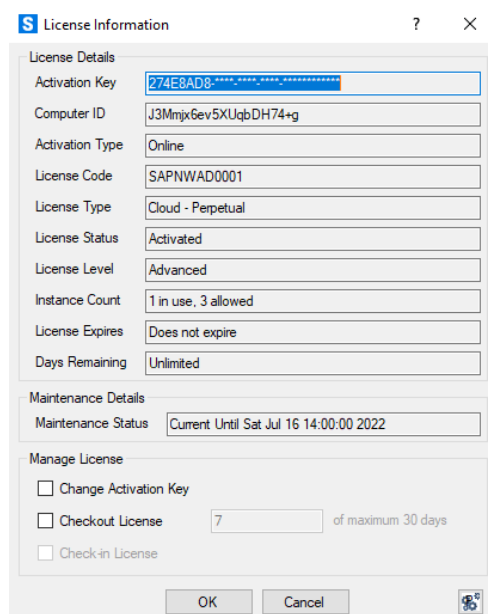 S License Information ? X
License Details
Activation Key 274E8AD8-****-****-****-************
Computer ID J3Mmjx6ev5XUqbDH74+g
Activation Type Online
License Code SAPNWAD0001
License Type Cloud - Perpetual
License Status Activated
License Level Advanced
Instance Count 1 in use, 3 allowed
License Expires Does not expire
Days Remaining Unlimited
Maintenance Details
Maintenance Status Current Until Sat Jul 16 14:00:00 2022
Manage License
Change Activation Key
Checkout License 7 of maximum 30 days
Check-in License
OK Cancel